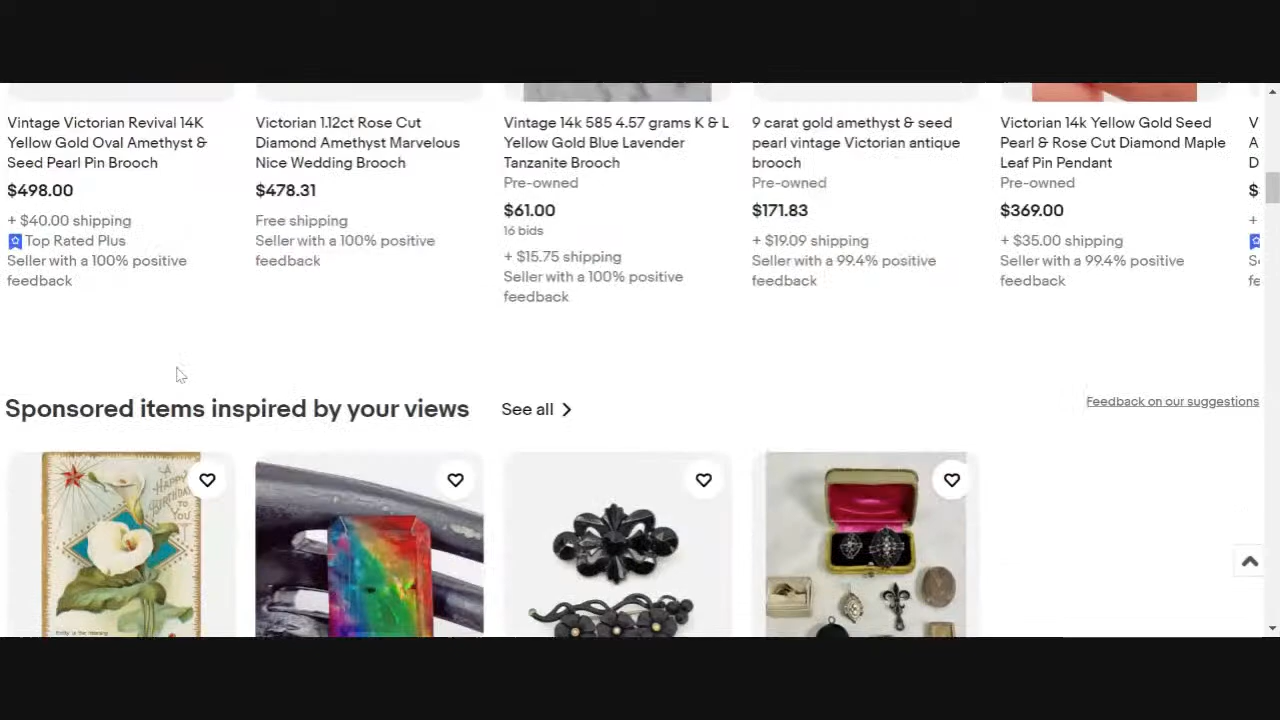 Vintage Victorian Revival 14K
Yellow Gold Oval Amethyst &
Seed Pearl Pin Brooch
$498.00
+ $40.00 shipping
Top Rated Plus
Seller with a 100% positive
feedback
Victorian 1.12ct Rose Cut
Diamond Amethyst Marvelous
Nice Wedding Brooch
$478.31
Free shipping
Seller with a 100% positive
feedback
Vintage 14k 585 4.57 grams K & L
Yellow Gold Blue Lavender
Tanzanite Brooch
Pre-owned
$61.00
16 bids
+ $15.75 shipping
Seller with a 100% positive
feedback
9 carat gold amethyst & seed
pearl vintage Victorian antique
brooch
Pre-owned
$171.83
+ $19.09 shipping
Seller with a 99.4% positive
feedback
Victorian 14k Yellow Gold Seed
Pearl & Rose Cut Diamond Maple
Leaf Pin Pendant
Pre-owned
$369.00
+ $35.00 shipping
Seller with a 99.4% positive
feedback
V
A
D
$
+
S
fe
Sponsored items inspired by your views
See all
Feedback on our suggestions
A
HAPPY
BIRTHDAY
TO
YOU